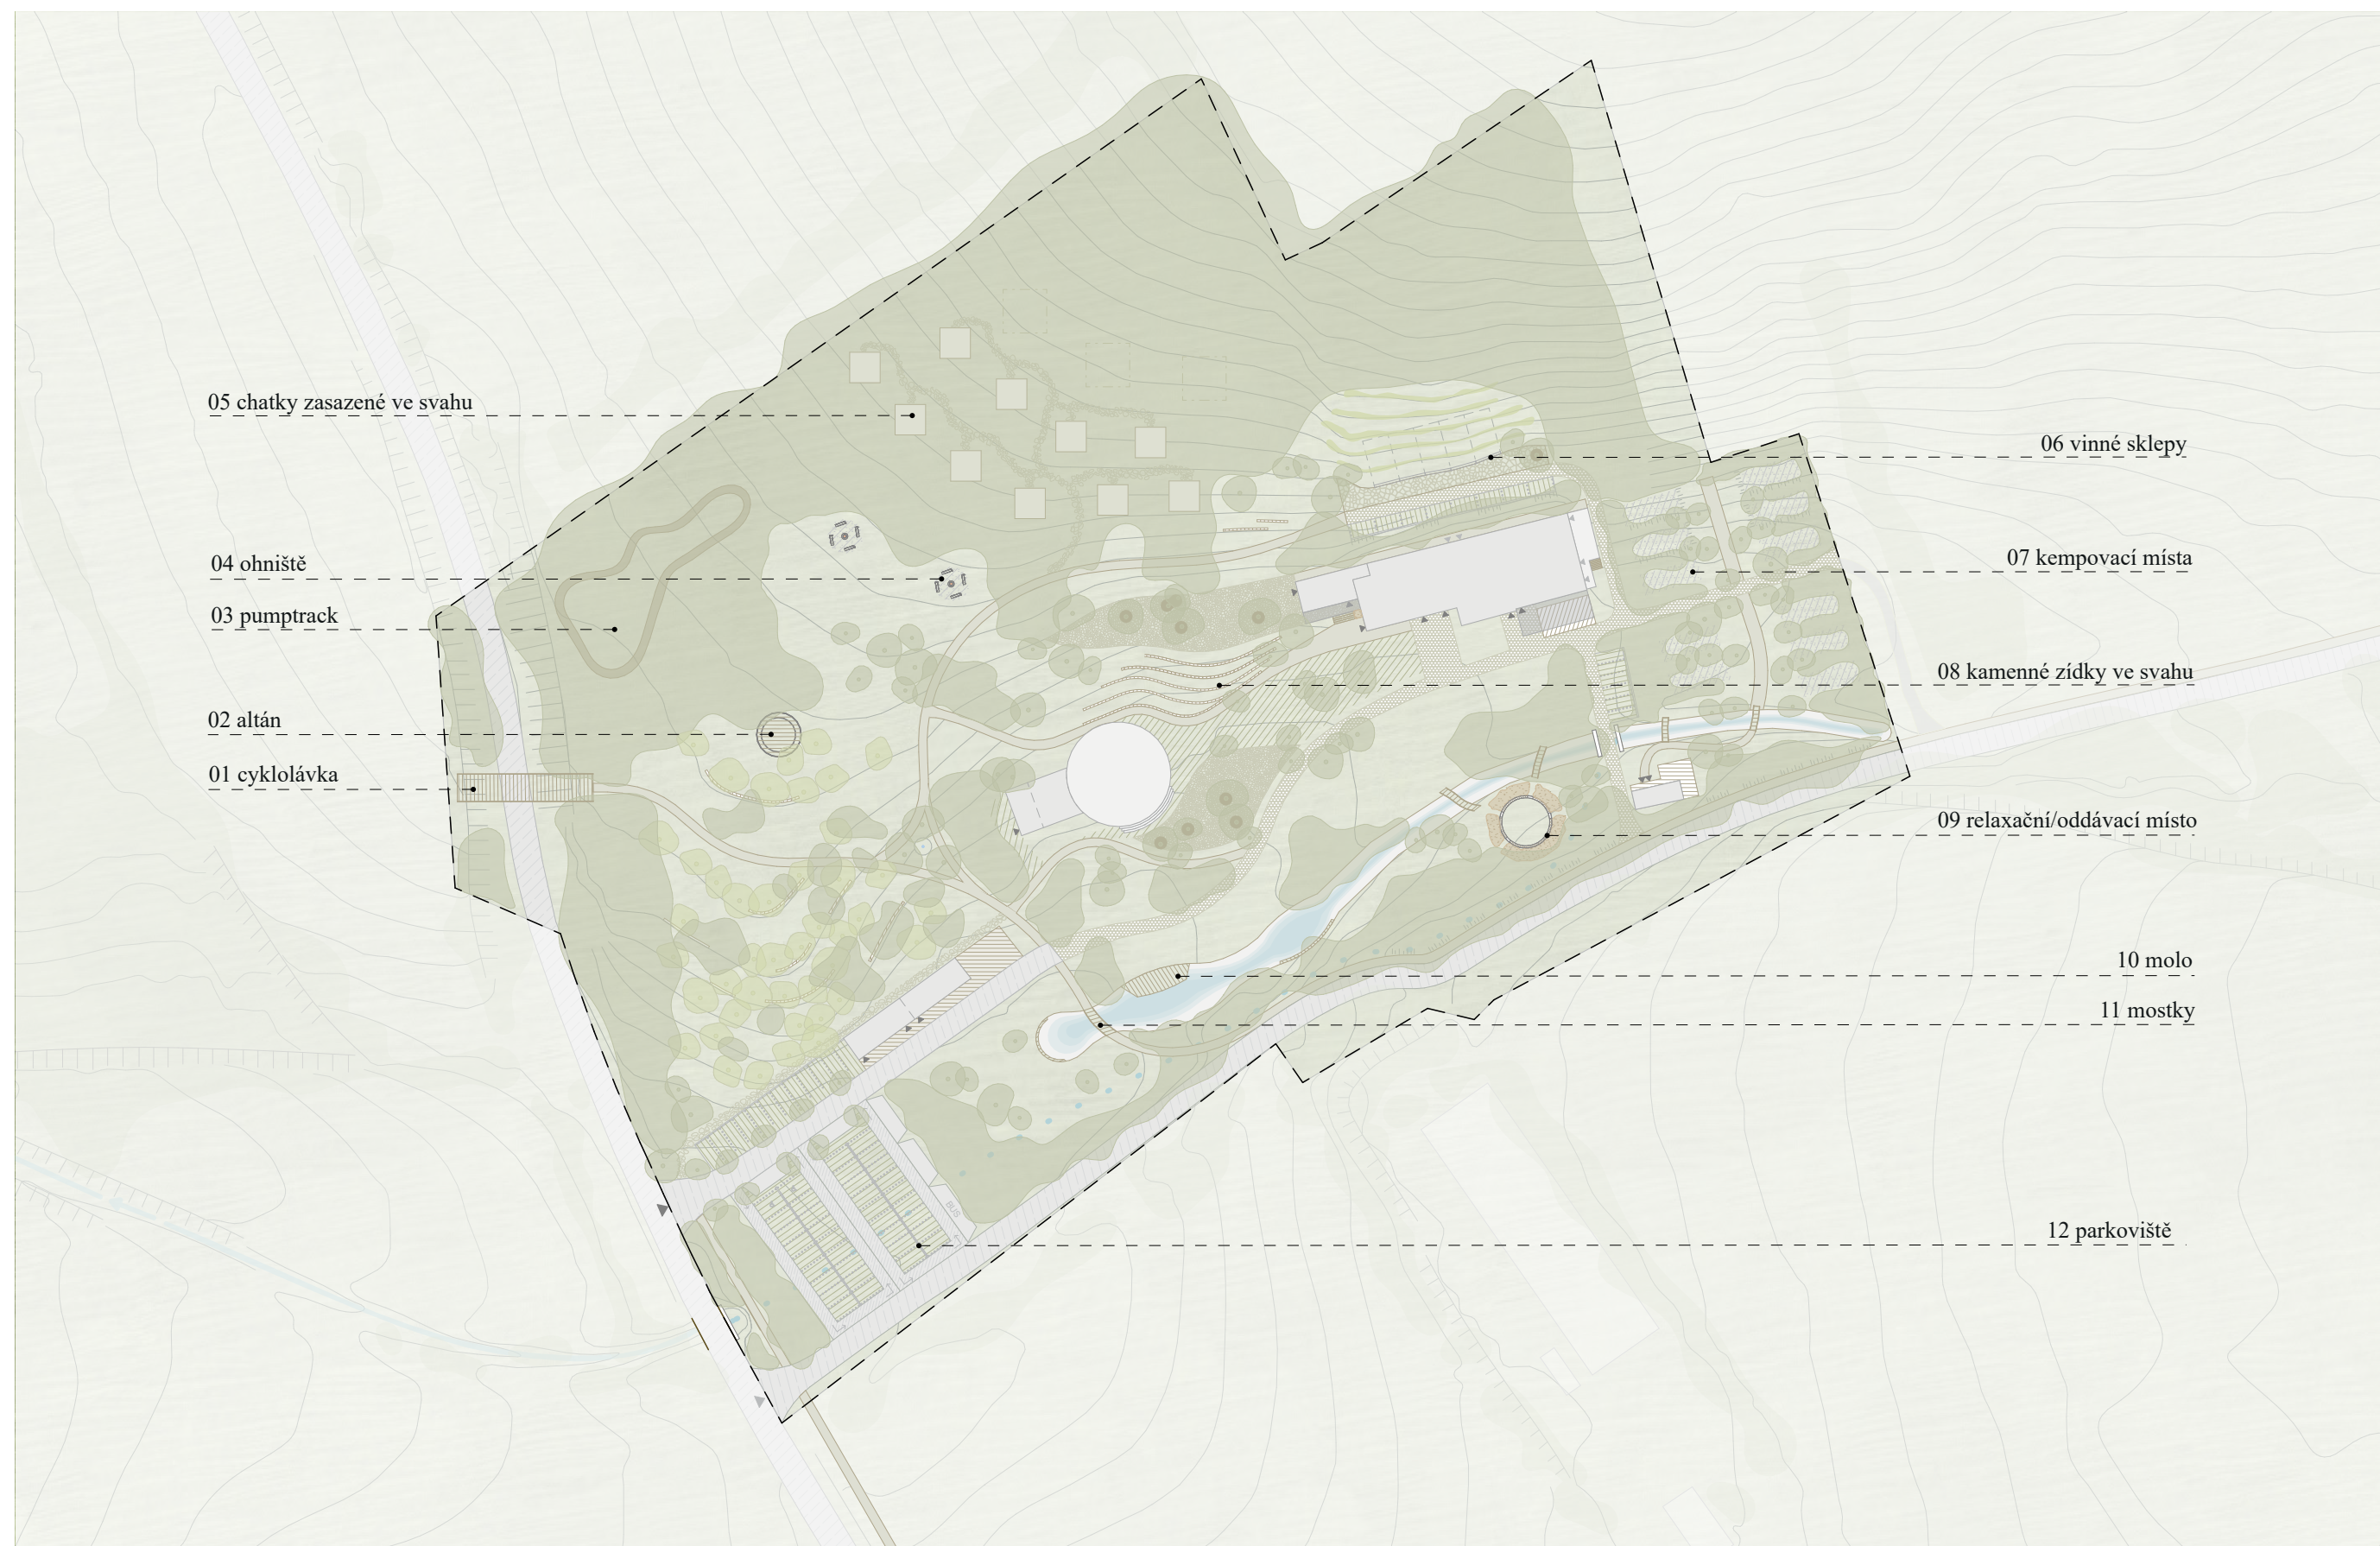 05 chatky zasazené ve svahu
06 vinné sklepy
04 ohniště
07 kempovací místa
03 pumptrack
08 kamenné zídky ve svahu
02 altán
01 cyklolávka
09 relaxační/oddávací místo
10 molo
11 mostky
BUS
12 parkoviště